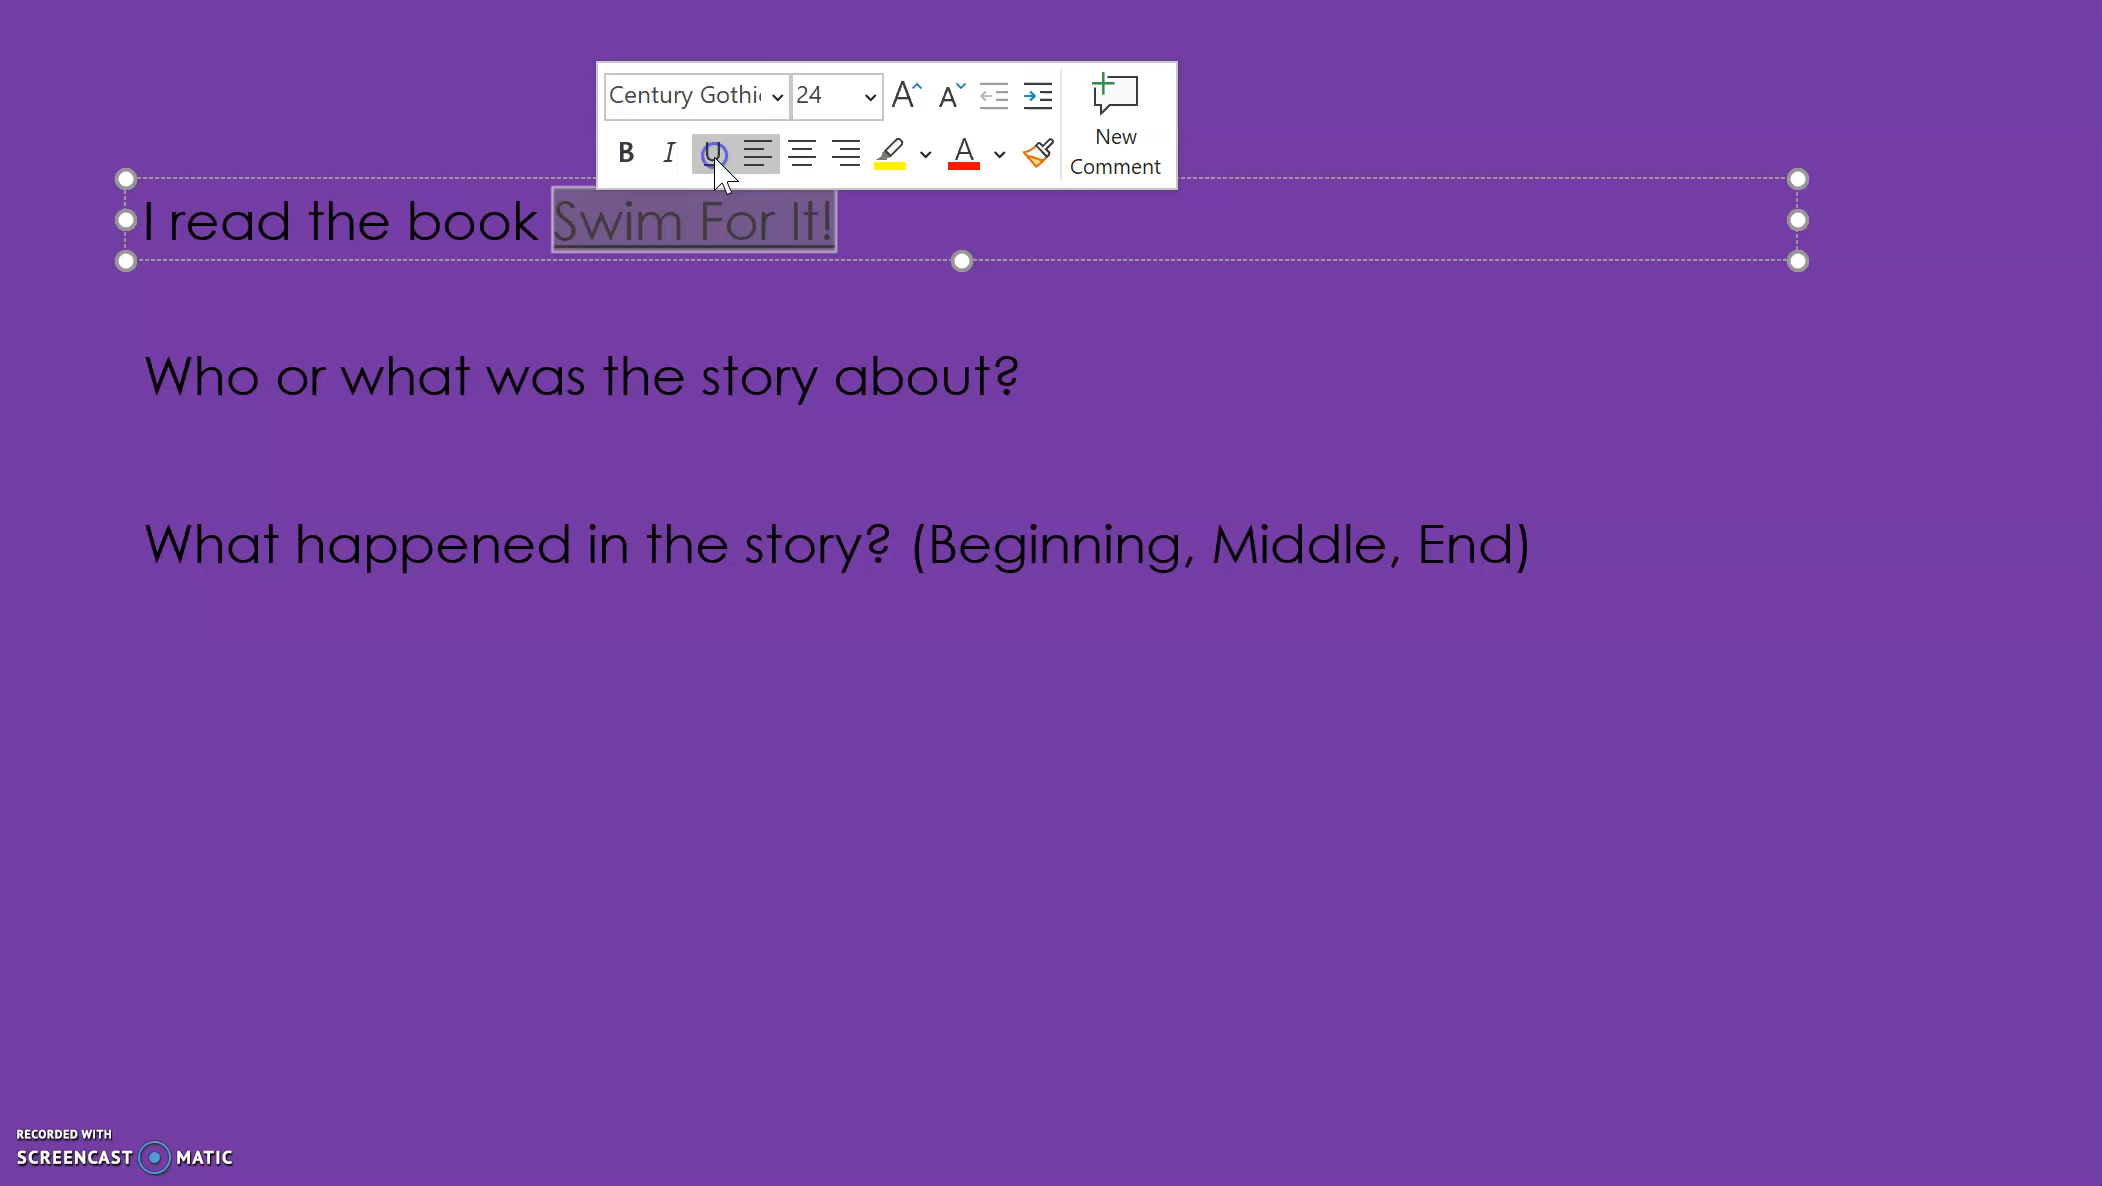 Century Gothi
24
A A
B I U A
New
Comment
I read the book Swim For It!
Who or what was the story about?
What happened in the story? (Beginning, Middle, End)
RECORDED WITH
SCREENCAST MATIC